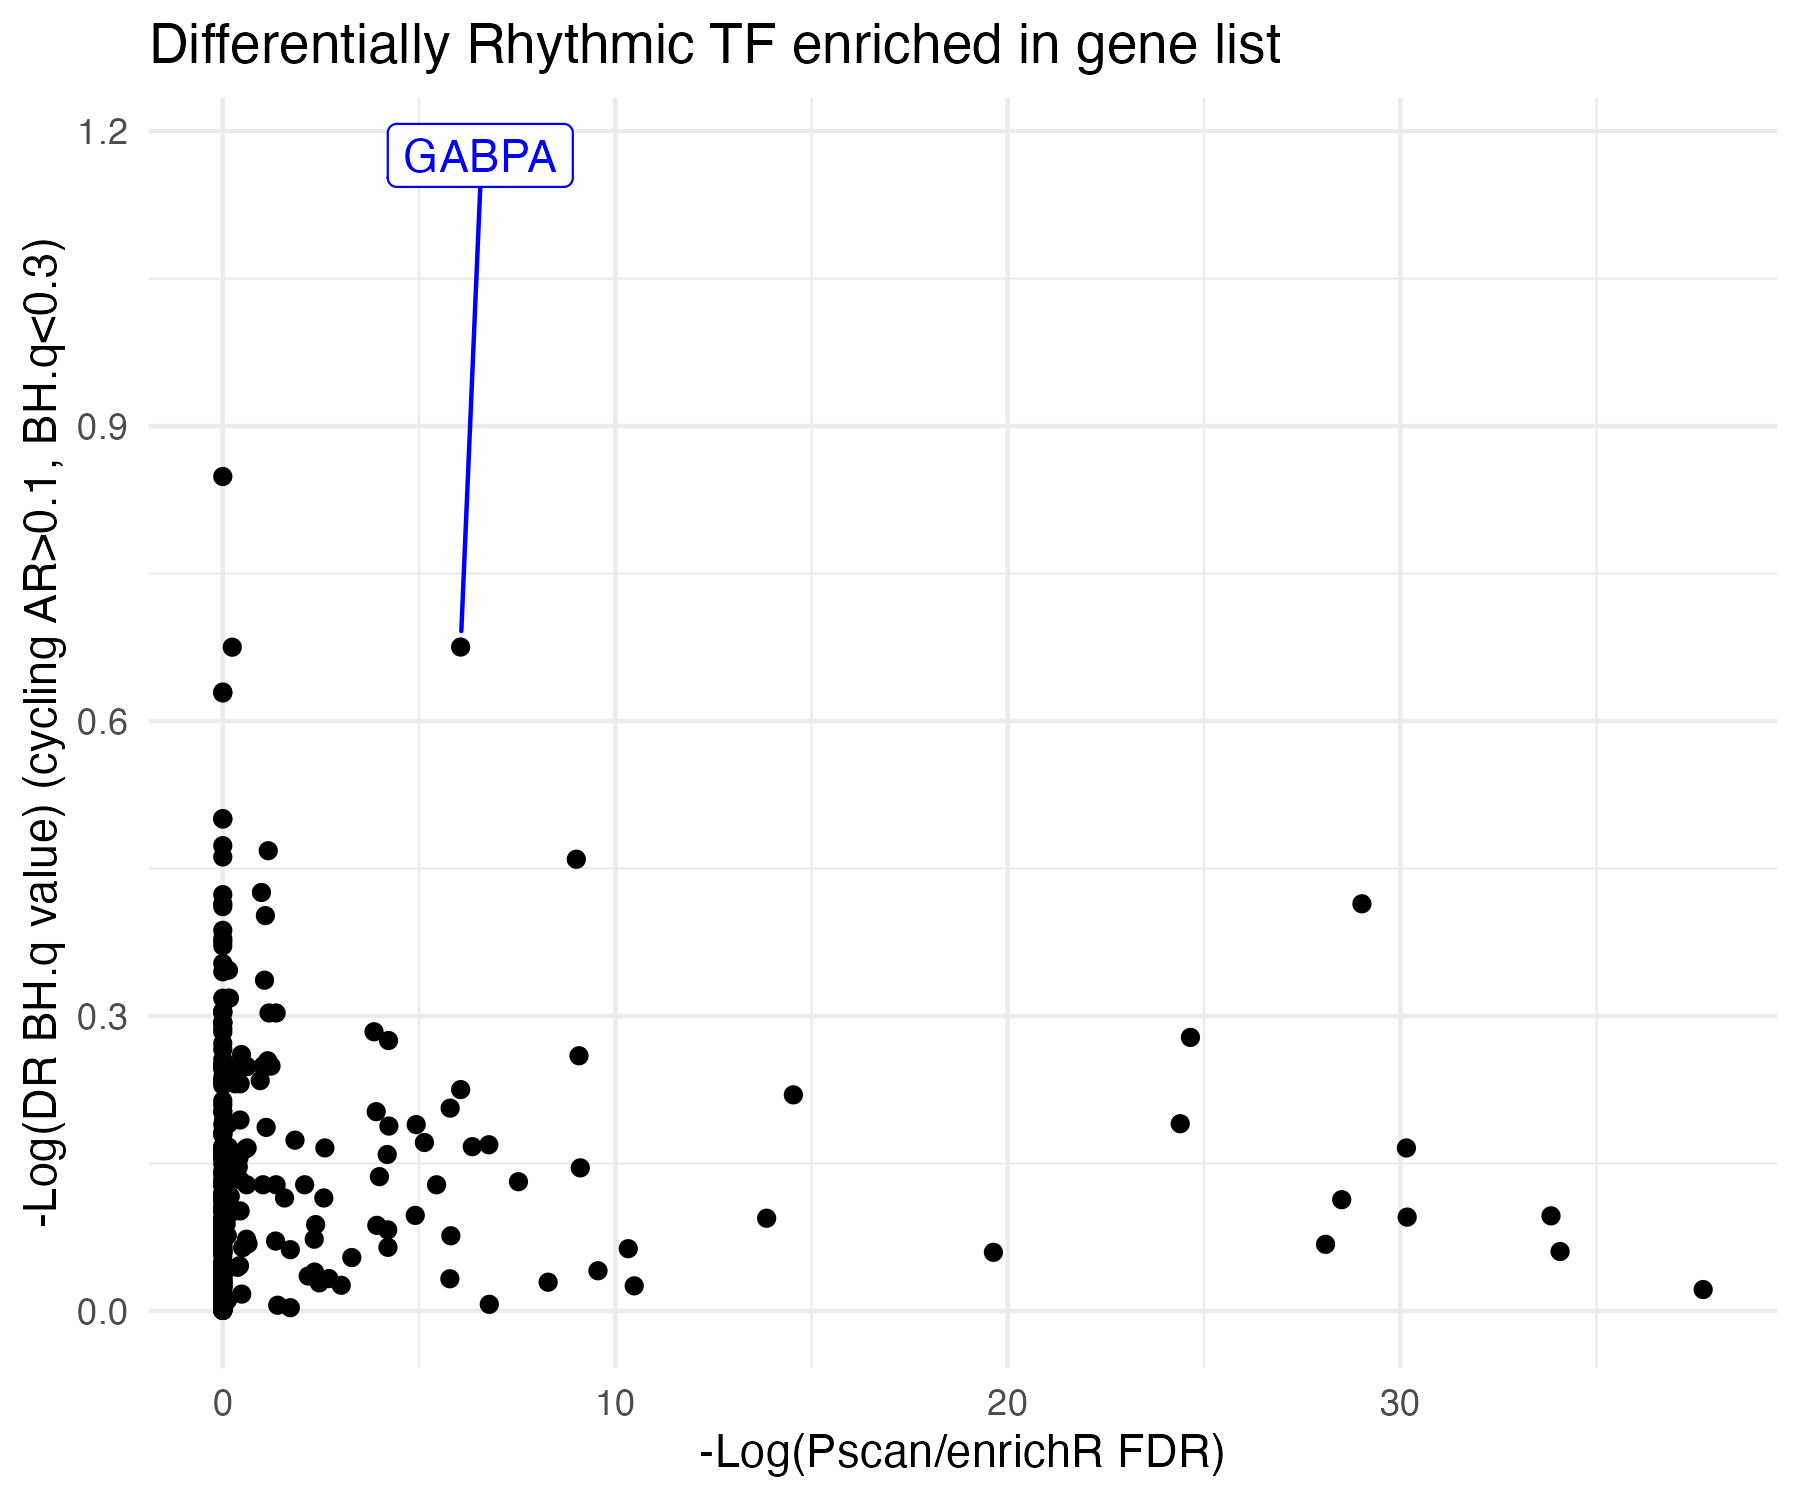 Differentially Rhythmic TF enriched in gene list
GABPA
1.2
0.9
0.6
0.3
0.0
-Log(DR BH.q value) (cycling AR>0.1, BH.q<0.3)
0 10 20 30
-Log(Pscan/enrichR FDR)